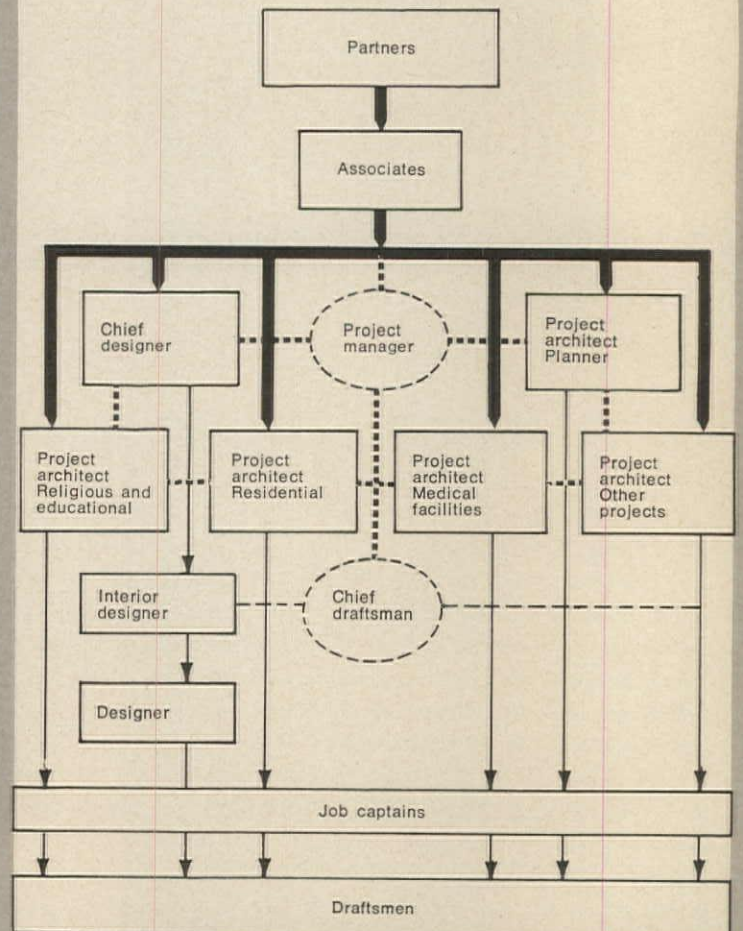 Partners
Associates
Chief
designer
Project
manager
Project
architect
Planner
Project
architect
Religious and
educational
Project
architect
Residential
Project
architect
Medical
facilities
Project
architect
Other
projects
Interior
designer
Chief
draftsman
Designer
Job captains
Draftsmen